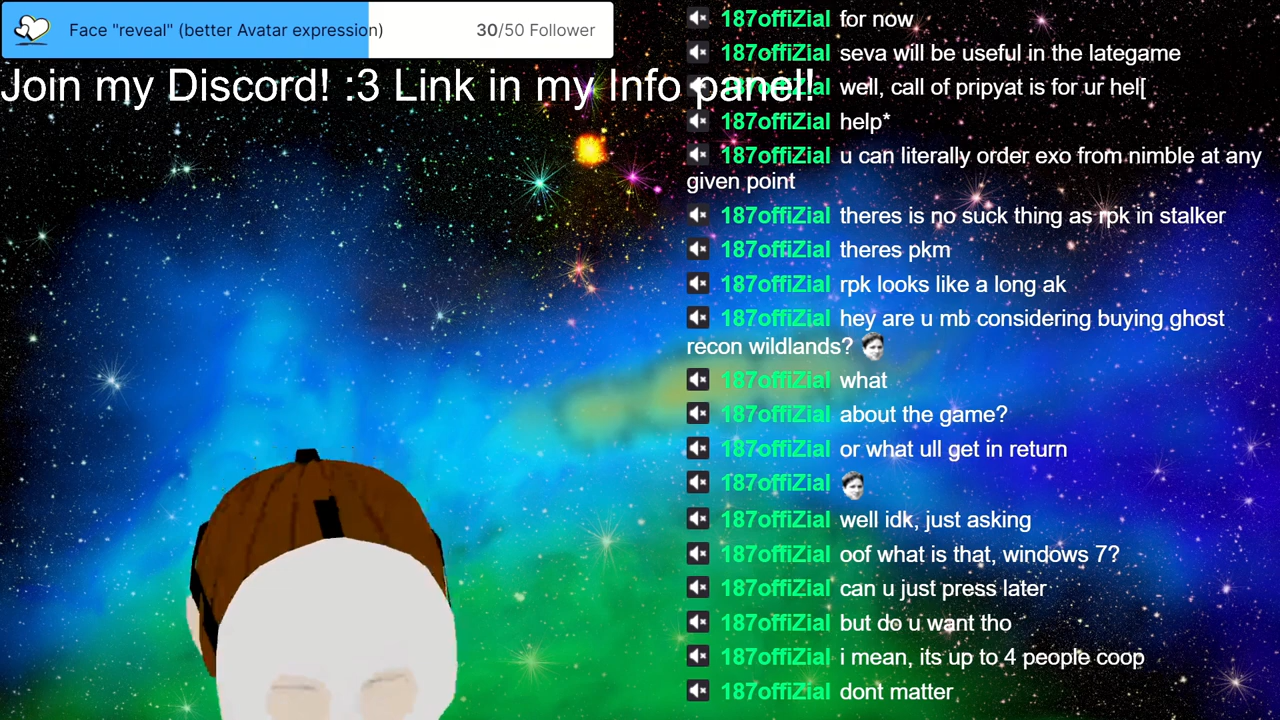 Face "reveal" (better Avatar expression) 30/50 Follower
Join my Discord! :3 Link in my Info panel!
187offiZial for now
187offiZial seva will be useful in the lategame
187offiZial well, call of pripyat is for ur hel[
187offiZial help*
187offiZial u can literally order exo from nimble at any
given point
187offiZial theres is no suck thing as rpk in stalker
187offiZial theres pkm
187offiZial rpk looks like a long ak
187offiZial hey are u mb considering buying ghost
recon wildlands?
187offiZial what
187offiZial about the game?
187offiZial or what ull get in return
187offiZial
187offiZial well idk, just asking
187offiZial oof what is that, windows 7?
187offiZial can u just press later
187offiZial but do u want tho
187offiZial i mean, its up to 4 people coop
187offiZial dont matter